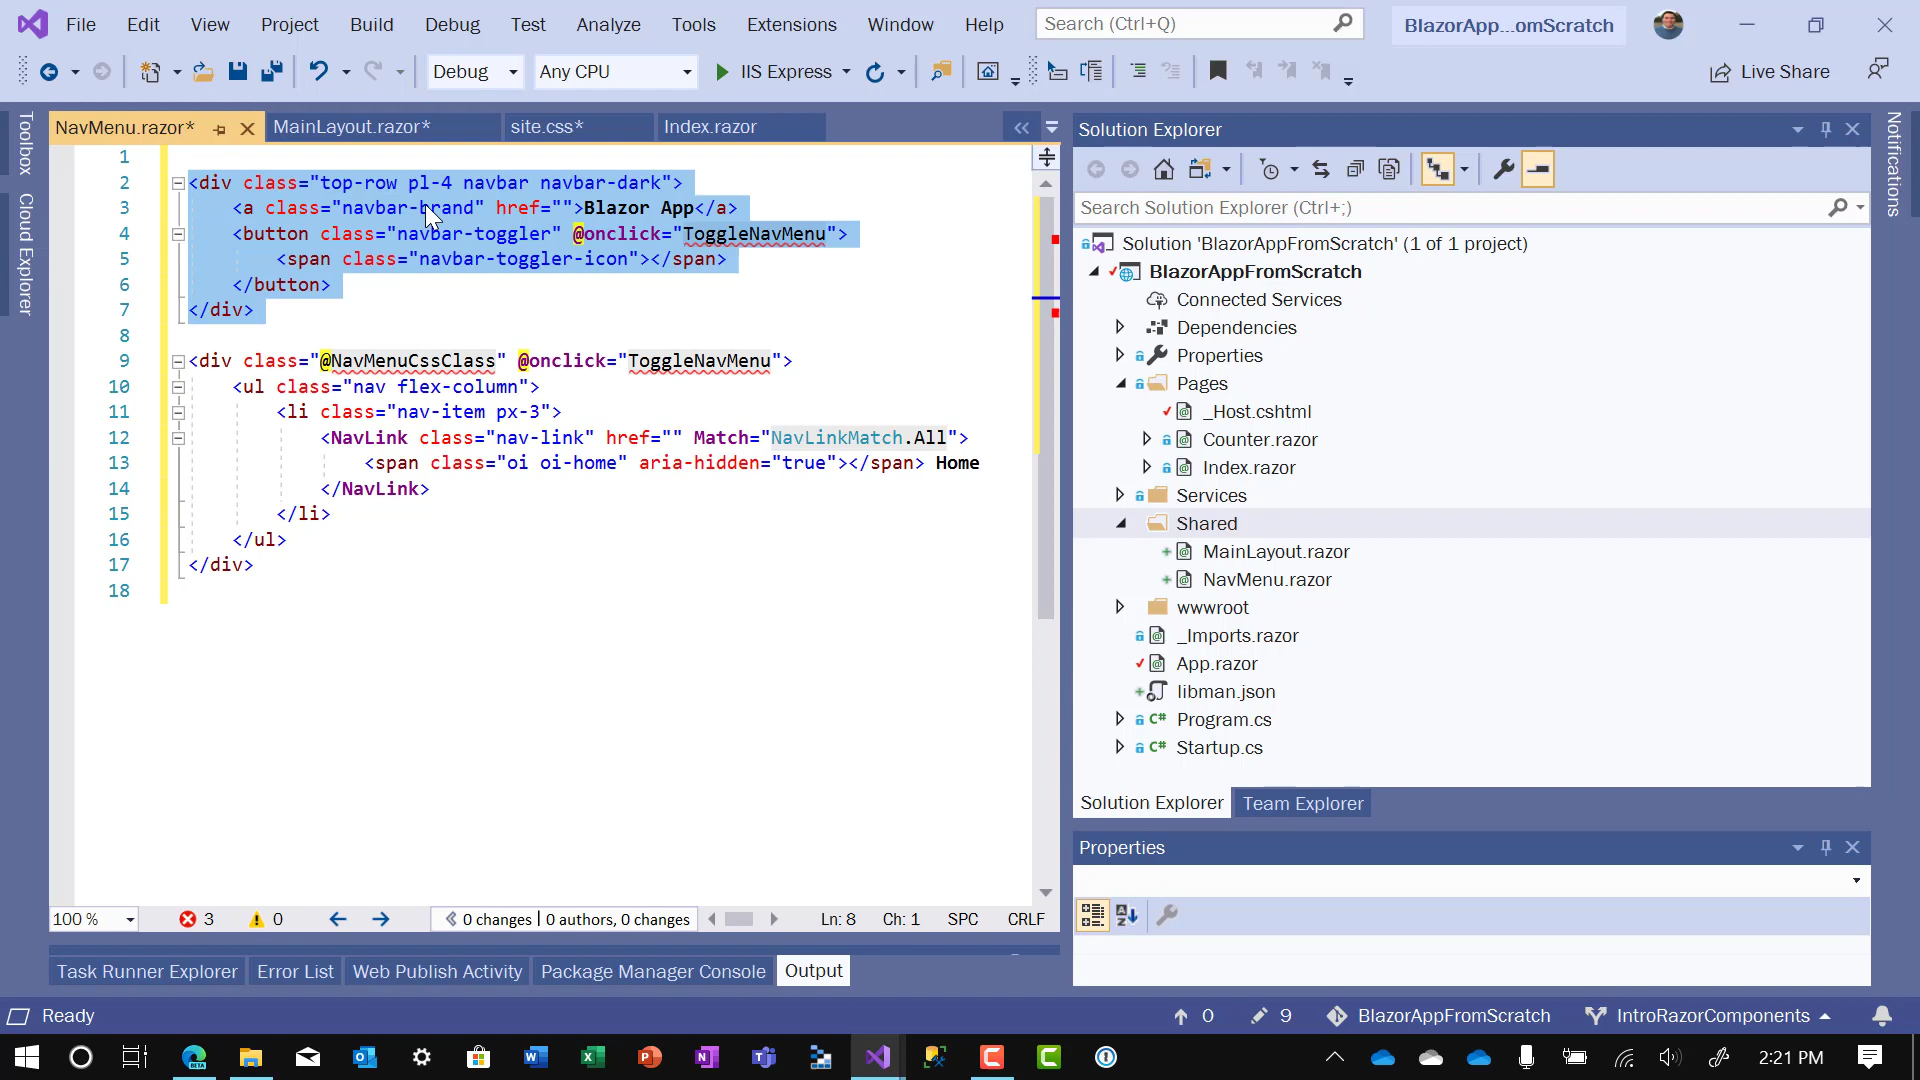 File Edit View Project Build Debug Test Analyze Tools Extensions Window Help Search (Ctrl+Q) BlazorApp...omScratch
Debug Any CPU IIS Express Live Share
NavMenu.razor* MainLayout.razor* site.css* Index.razor
Toolbox
Cloud Explorer
1
2 <div class="top-row pl-4 navbar navbar-dark">
3 <a class="navbar-brand" href="">Blazor App</a>
4 <button class="navbar-toggler" @onclick="ToggleNavMenu">
5 <span class="navbar-toggler-icon"></span>
6 </button>
7 </div>
8
9 <div class="@NavMenuCssClass" @onclick="ToggleNavMenu">
10 <ul class="nav flex-column">
11 <li class="nav-item px-3">
12 <NavLink class="nav-link" href="" Match="NavLinkMatch.All">
13 <span class="oi oi-home" aria-hidden="true"></span> Home
14 </NavLink>
15 </li>
16 </ul>
17 </div>
18
100 % 3 0 0 changes | 0 authors, 0 changes Ln: 8 Ch: 1 SPC CRLF
Task Runner Explorer Error List Web Publish Activity Package Manager Console Output
Solution Explorer
Search Solution Explorer (Ctrl+;)
Solution 'BlazorAppFromScratch' (1 of 1 project)
BlazorAppFromScratch
Connected Services
Dependencies
Properties
Pages
_Host.cshtml
Counter.razor
Index.razor
Services
Shared
MainLayout.razor
NavMenu.razor
wwwroot
_Imports.razor
App.razor
libman.json
C# Program.cs
C# Startup.cs
Solution Explorer Team Explorer
Properties
Notifications
Ready 0 9 BlazorAppFromScratch IntroRazorComponents
2:21 PM